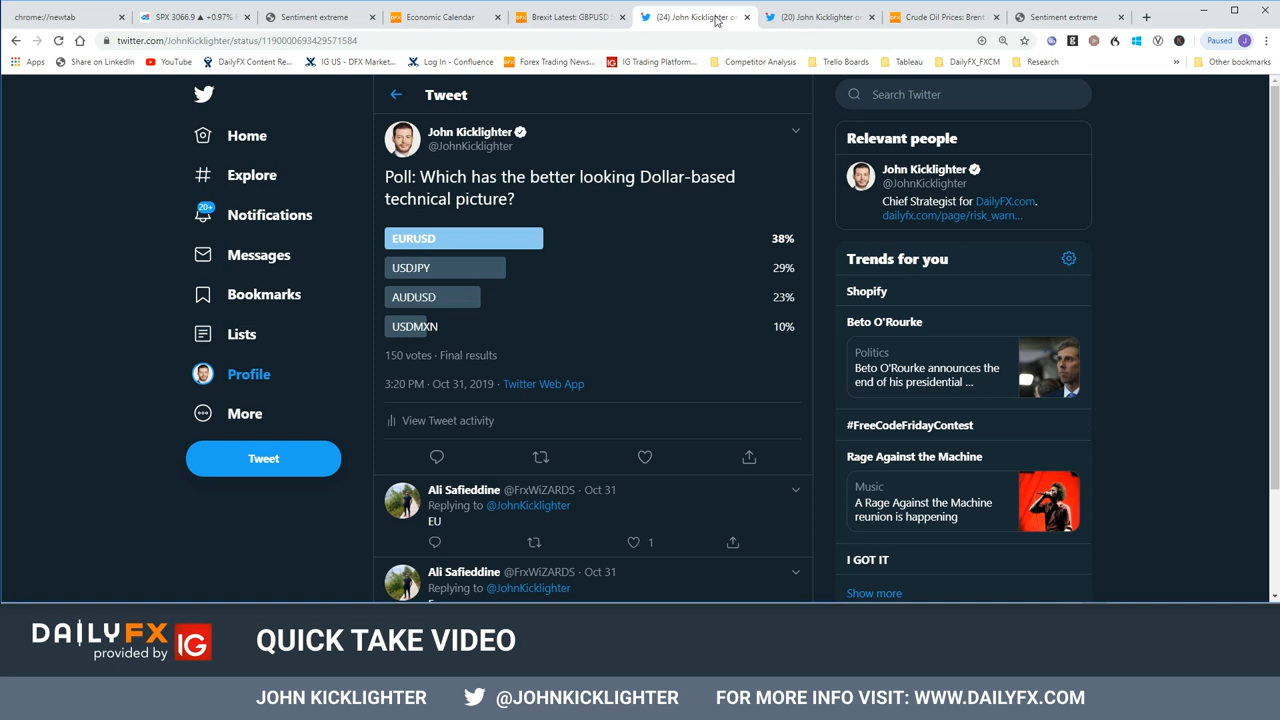 chrome://newtab
SPX 3066.9 ▲ +0.97%
Sentiment extreme
Economic Calendar
Brexit Latest: GBPUSD
(24) John Kicklighter o
(20) John Kicklighter o
Crude Oil Prices: Brent
Sentiment extreme
twitter.com/JohnKicklighter/status/1190000693429571584
Paused
Apps
Share on LinkedIn
YouTube
DailyFX Content Re...
IG US - DFX Market...
Log In - Confluence
Forex Trading News...
IG Trading Platform...
Competitor Analysis
Trello Boards
Tableau
DailyFX_FXCM
Research
Other bookmarks
Home
Explore
20+
Notifications
Messages
Bookmarks
Lists
Profile
More
Tweet
Tweet
John Kicklighter
@JohnKicklighter
Poll: Which has the better looking Dollar-based
technical picture?
EURUSD 38%
USDJPY 29%
AUDUSD 23%
USDMXN 10%
150 votes · Final results
3:20 PM · Oct 31, 2019 · Twitter Web App
View Tweet activity
Ali Safieddine @FrxWiZARDS · Oct 31
Replying to @JohnKicklighter
EU
1
Ali Safieddine @FrxWiZARDS · Oct 31
Replying to @JohnKicklighter
Search Twitter
Relevant people
John Kicklighter
@JohnKicklighter
Chief Strategist for DailyFX.com.
dailyfx.com/page/risk_warn...
Trends for you
Shopify
Beto O'Rourke
Politics
Beto O'Rourke announces the
end of his presidential ...
#FreeCodeFridayContest
Rage Against the Machine
Music
A Rage Against the Machine
reunion is happening
I GOT IT
Show more
DAILYFX
provided by IG
QUICK TAKE VIDEO
JOHN KICKLIGHTER
@JOHNKICKLIGHTER
FOR MORE INFO VISIT: WWW.DAILYFX.COM